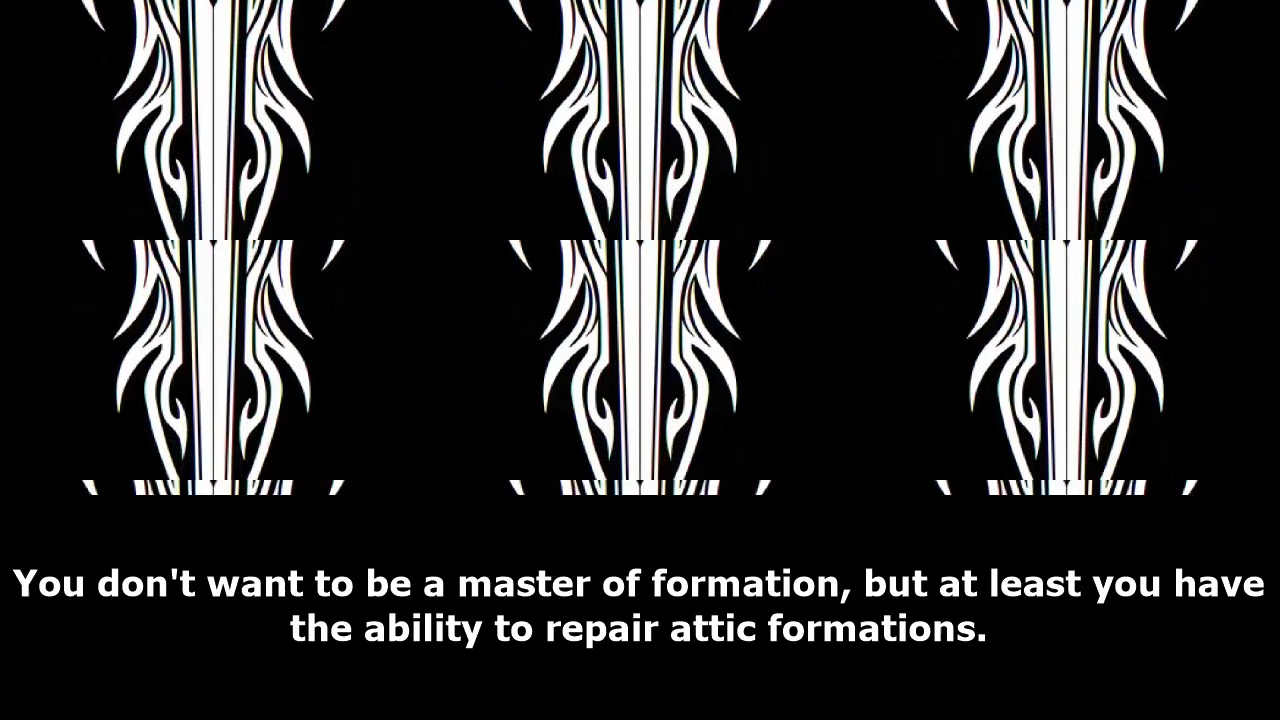 You don't want to be a master of formation, but at least you have
the ability to repair attic formations.